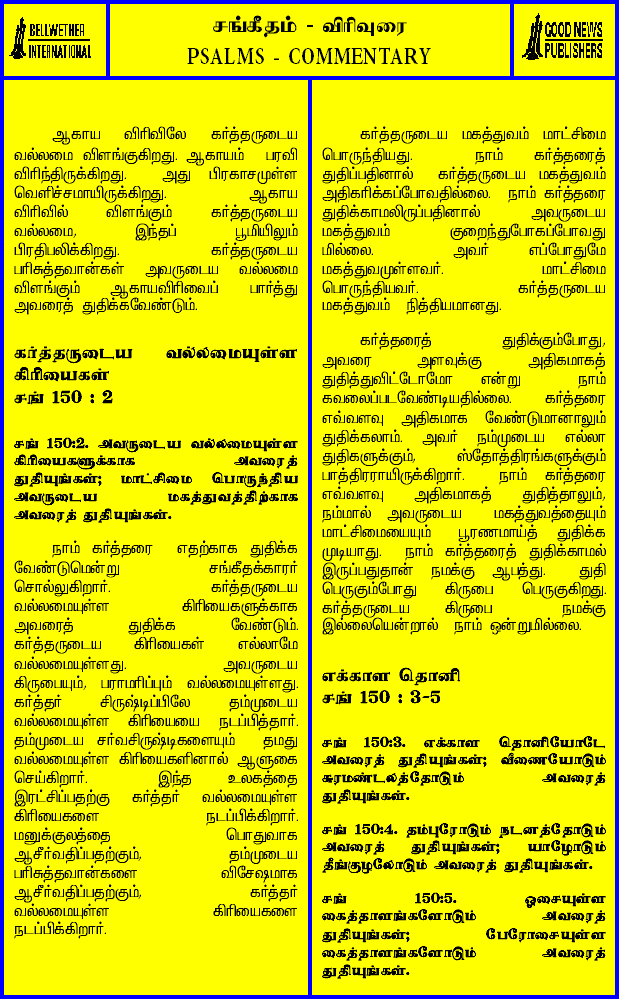 BELLWETHER
INTERNATIONAL
சங்கீதம் - விரிவுரை
PSALMS - COMMENTARY
GOOD NEWS
PUBLISHERS
ஆகாய விரிவிலே கர்த்தருடைய
வல்லமை விளங்குகிறது. ஆகாயம் பரவி
விரிந்திருக்கிறது. அது பிரகாசமுள்ள
வெளிச்சமாயிருக்கிறது. ஆகாய
விரிவில் விளங்கும் கர்த்தருடைய
வல்லமை, இந்தப் பூமியிலும்
பிரதிபலிக்கிறது. கர்த்தருடைய
பரிசுத்தவான்கள் அவருடைய வல்லமை
விளங்கும் ஆகாயவிரிவைப் பார்த்து
அவரைத் துதிக்கவேண்டும்.
கர்த்தருடைய வல்லமையுள்ள
கிரியைகள்
சங் 150 : 2
சங் 150:2. அவருடைய வல்லமையுள்ள
கிரியைகளுக்காக அவரைத்
துதியுங்கள்; மாட்சிமை பொருந்திய
அவருடைய மகத்துவத்திற்காக
அவரைத் துதியுங்கள்.
நாம் கர்த்தரை எதற்காக துதிக்க
வேண்டுமென்று சங்கீதக்காரர்
சொல்லுகிறார். கர்த்தருடைய
வல்லமையுள்ள கிரியைகளுக்காக
அவரைத் துதிக்க வேண்டும்.
கர்த்தருடைய கிரியைகள் எல்லாமே
வல்லமையுள்ளது. அவருடைய
கிருபையும், பராமரிப்பும் வல்லமையுள்ளது.
கர்த்தர் சிருஷ்டிப்பிலே தம்முடைய
வல்லமையுள்ள கிரியையை நடப்பித்தார்.
தம்முடைய சர்வசிருஷ்டிகளையும் தமது
வல்லமையுள்ள கிரியைகளினால் ஆளுகை
செய்கிறார். இந்த உலகத்தை
இரட்சிப்பதற்கு கர்த்தர் வல்லமையுள்ள
கிரியைகளை நடப்பிக்கிறார்.
மனுக்குலத்தை பொதுவாக
ஆசீர்வதிப்பதற்கும், தம்முடைய
பரிசுத்தவான்களை விசேஷமாக
ஆசீர்வதிப்பதற்கும், கர்த்தர்
வல்லமையுள்ள கிரியைகளை
நடப்பிக்கிறார்.
கர்த்தருடைய மகத்துவம் மாட்சிமை
பொருந்தியது. நாம் கர்த்தரைத்
துதிப்பதினால் கர்த்தருடைய மகத்துவம்
அதிகரிக்கப்போவதில்லை. நாம் கர்த்தரை
துதிக்காமலிருப்பதினால் அவருடைய
மகத்துவம் குறைந்துபோகப்போவது
மில்லை. அவர் எப்போதுமே
மகத்துவமுள்ளவர். மாட்சிமை
பொருந்தியவர். கர்த்தருடைய
மகத்துவம் நித்தியமானது.
கர்த்தரைத் துதிக்கும்போது,
அவரை அளவுக்கு அதிகமாகத்
துதித்துவிட்டோமோ என்று நாம்
கவலைப்படவேண்டியதில்லை. கர்த்தரை
எவ்வளவு அதிகமாக வேண்டுமானாலும்
துதிக்கலாம். அவர் நம்முடைய எல்லா
துதிகளுக்கும், ஸ்தோத்திரங்களுக்கும்
பாத்திரராயிருக்கிறார். நாம் கர்த்தரை
எவ்வளவு அதிகமாகத் துதித்தாலும்,
நம்மால் அவருடைய மகத்துவத்தையும்
மாட்சிமையையும் பூரணமாய்த் துதிக்க
முடியாது. நாம் கர்த்தரைத் துதிக்காமல்
இருப்பதுதான் நமக்கு ஆபத்து. துதி
பெருகும்போது கிருபை பெருகுகிறது.
கர்த்தருடைய கிருபை நமக்கு
இல்லையென்றால் நாம் ஒன்றுமில்லை.
எக்காள தொனி
சங் 150 : 3-5
சங் 150:3. எக்காள தொனியோடே
அவரைத் துதியுங்கள்; வீணையோடும்
சுரமண்டலத்தோடும் அவரைத்
துதியுங்கள்.
சங் 150:4. தம்புரோடும் நடனத்தோடும்
அவரைத் துதியுங்கள்; யாழோடும்
தீங்குழலோடும் அவரைத் துதியுங்கள்.
சங் 150:5. ஓசையுள்ள
கைத்தாளங்களோடும் அவரைத்
துதியுங்கள்; பேரோசையுள்ள
கைத்தாளங்களோடும் அவரைத்
துதியுங்கள்.